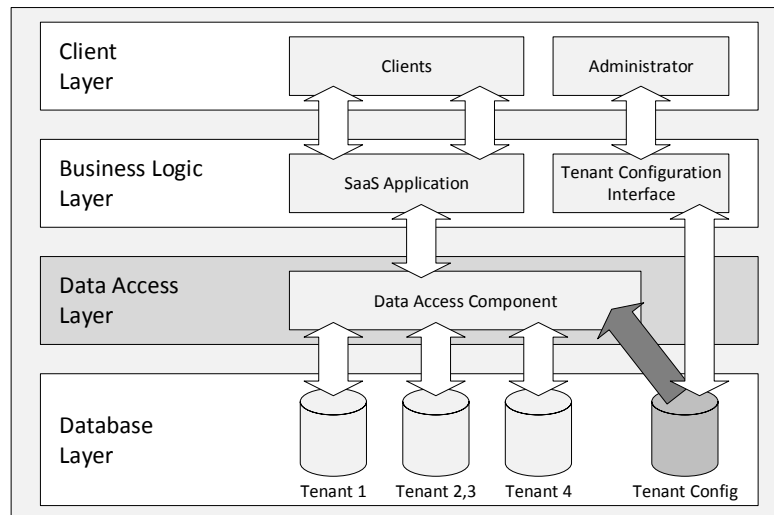 Client
Layer
Clients
Administrator
Business Logic
Layer
SaaS Application
Tenant Configuration
Interface
Data Access
Layer
Data Access Component
Database
Layer
Tenant 1
Tenant 2,3
Tenant 4
Tenant Config